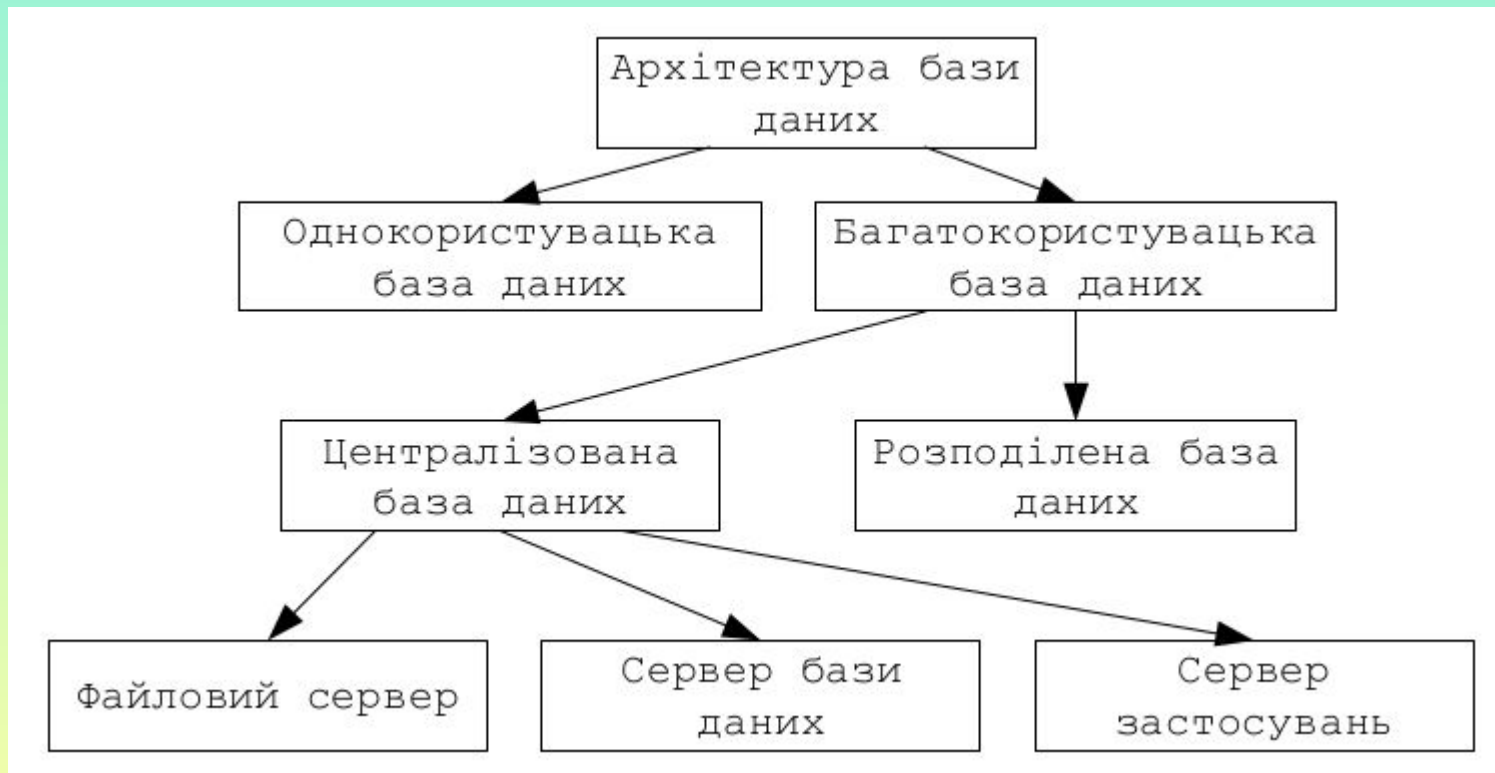 Архітектура бази
даних
Однокористувацька
база даних
Багатокористувацька
база даних
Централізована
база даних
Розподілена база
даних
Файловий сервер
Сервер бази
даних
Сервер
застосувань